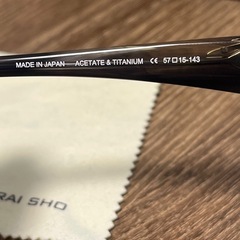 MADE IN JAPAN ACETATE & TITANIUM CE 57□15-143
RAI SHO